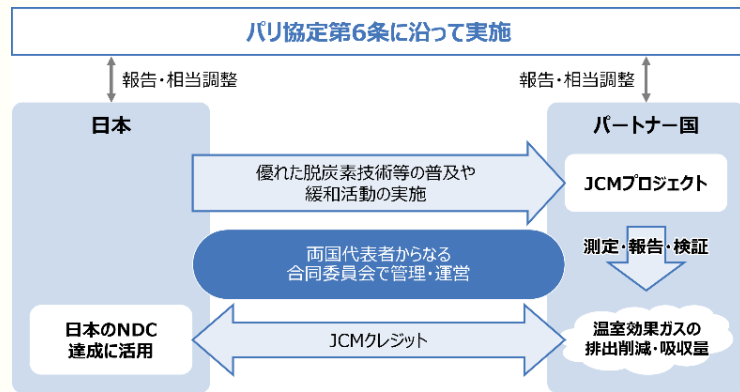 パリ協定第6条に沿って実施
報告・相当調整
報告・相当調整
日本
パートナー国
優れた脱炭素技術等の普及や
緩和活動の実施
JCMプロジェクト
測定・報告・検証
両国代表者からなる
合同委員会で管理・運営
日本のNDC
達成に活用
JCMクレジット
温室効果ガスの
排出削減・吸収量